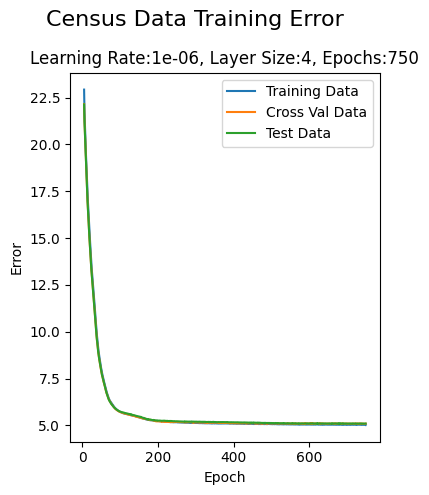 Census Data Training Error
Learning Rate:1e-06, Layer Size:4, Epochs:750
Training Data
Cross Val Data
Test Data
22.5
20.0
17.5
15.0
12.5
10.0
7.5
5.0
Error
0
200
400
600
Epoch